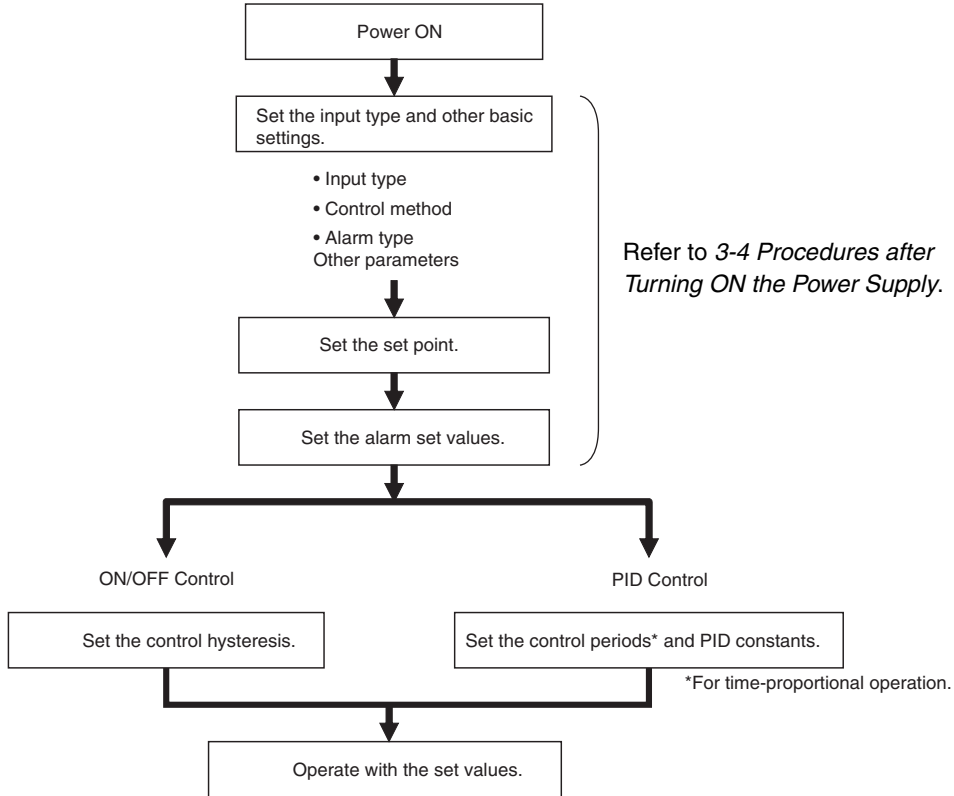 Power ON
Set the input type and other basic
settings.
• Input type
• Control method
• Alarm type
Other parameters
Refer to 3-4 Procedures after
Turning ON the Power Supply.
Set the set point.
Set the alarm set values.
ON/OFF Control
PID Control
Set the control hysteresis.
Set the control periods* and PID constants.
*For time-proportional operation.
Operate with the set values.